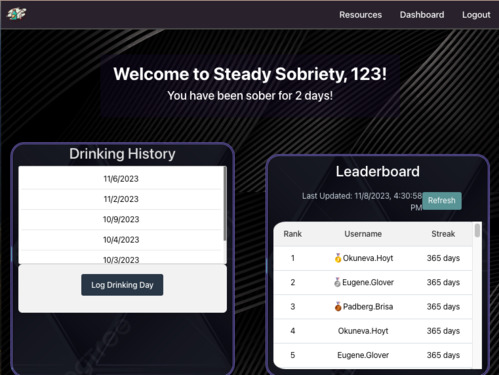 Resources Dashboard Logout
Welcome to Steady Sobriety, 123!
You have been sober for 2 days!
Drinking History
11/6/2023
11/2/2023
10/9/2023
10/4/2023
10/3/2023
Log Drinking Day
Leaderboard
Last Updated: 11/8/2023, 4:30:58
PM
Refresh
Rank Username Streak
1 Okuneva.Hoyt 365 days
2 Eugene.Glover 365 days
3 Padberg.Brisa 365 days
4 Okuneva.Hoyt 365 days
5 Eugene.Glover 365 days